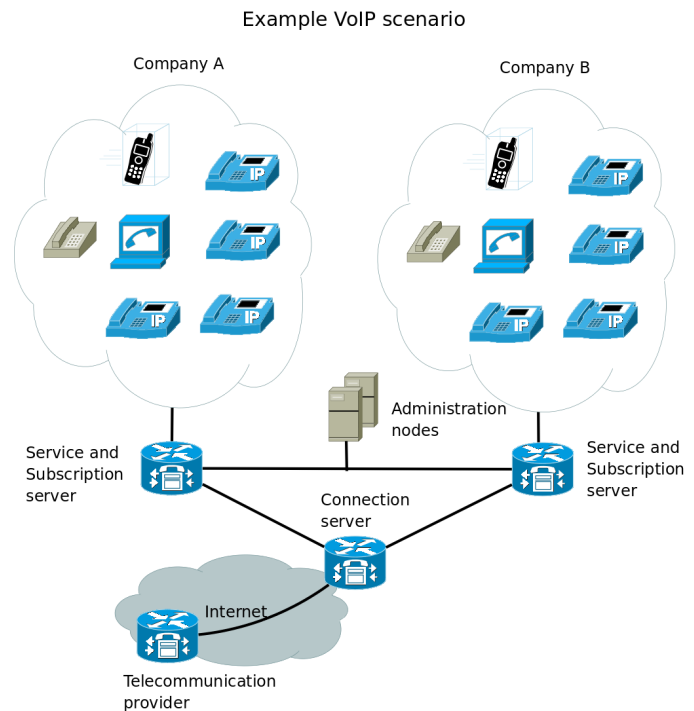 Example VoIP scenario
Company A
Company B
IP
IP
IP
IP
IP
IP
IP
IP
Administration
nodes
Service and
Subscription
server
Service and
Subscription
server
Connection
server
Internet
Telecommunication
provider